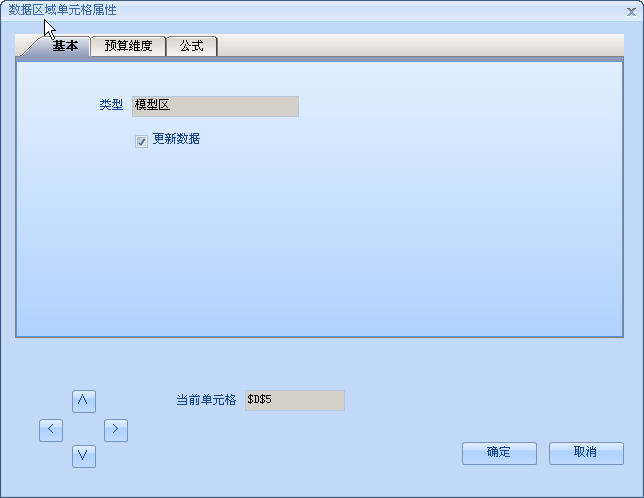 数据区域单元格属性
基本 预算维度 公式
类型 模型区
更新数据
当前单元格 $D$5
确定 取消